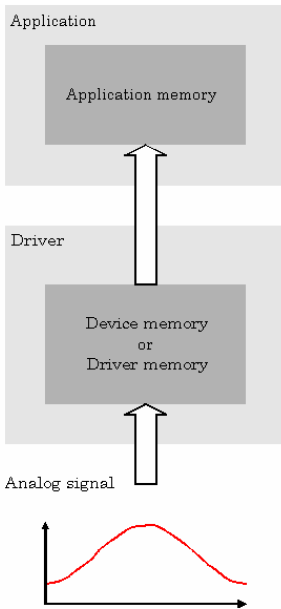 Application
Application memory
Driver
Device memory
or
Driver memory
Analog signal